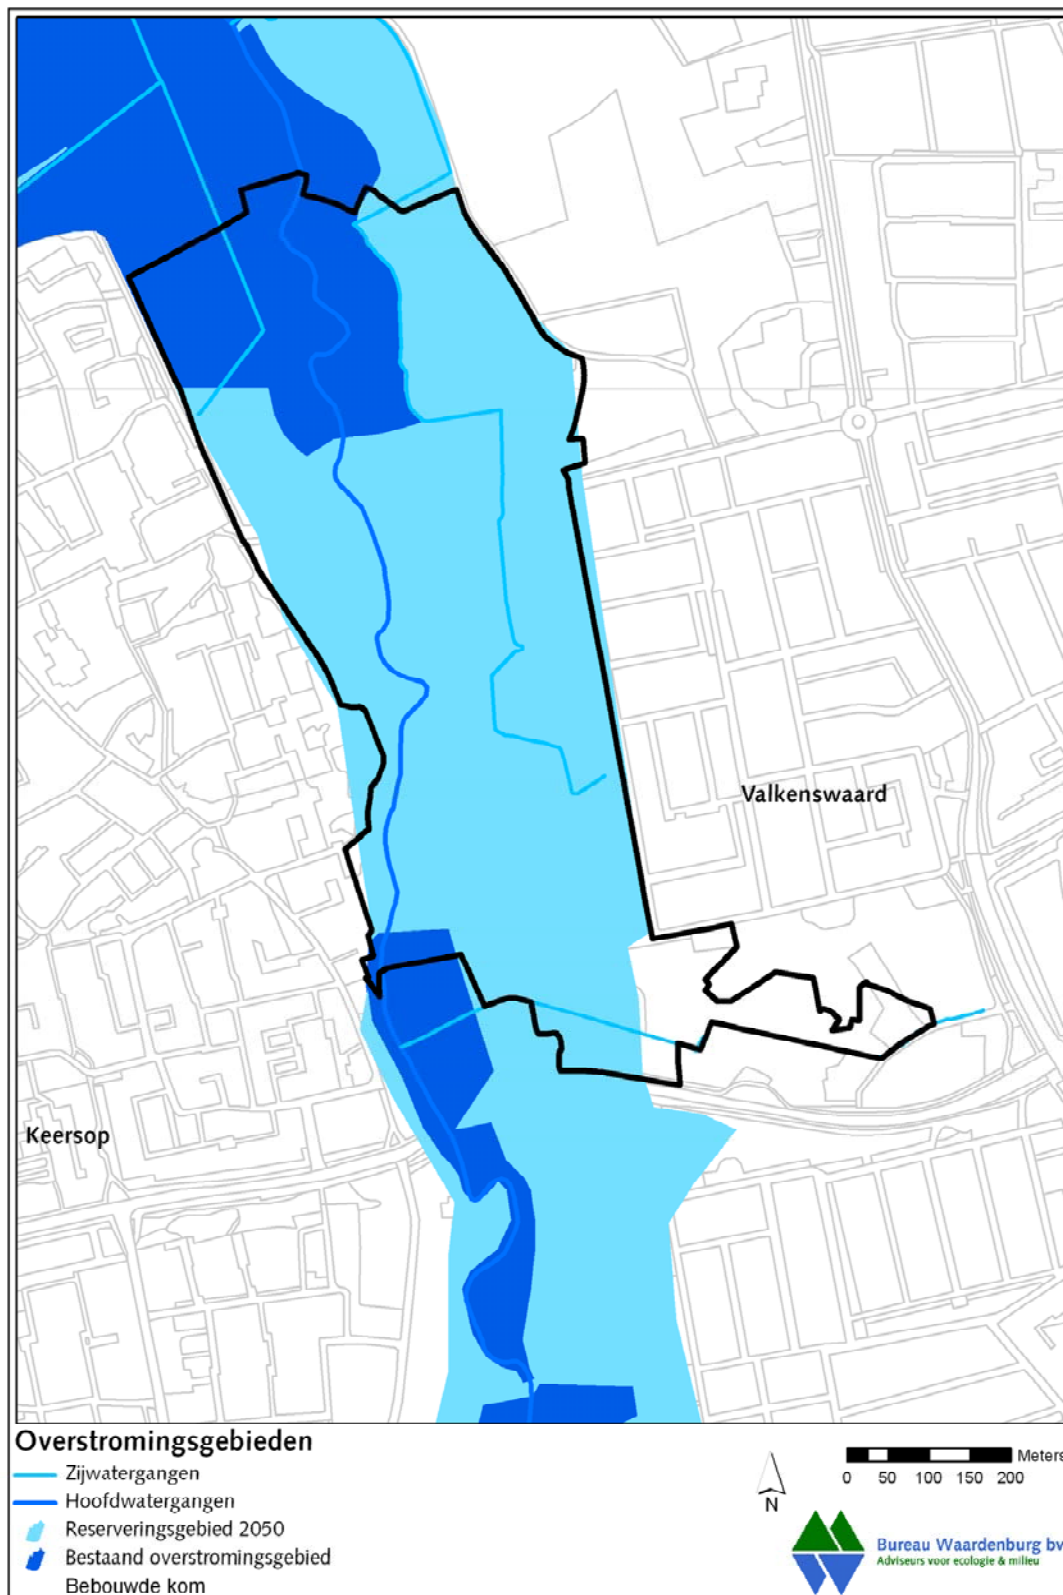 Valkenswaard
Keersop
Overstromingsgebieden
Zijwatergangen
Hoofdwatergangen
Reserveringsgebied 2050
Bestaand overstromingsgebied
Bebouwde kom
N
Meters
0 50 100 150 200
Bureau Waardenburg bv
Adviseurs voor ecologie & milieu